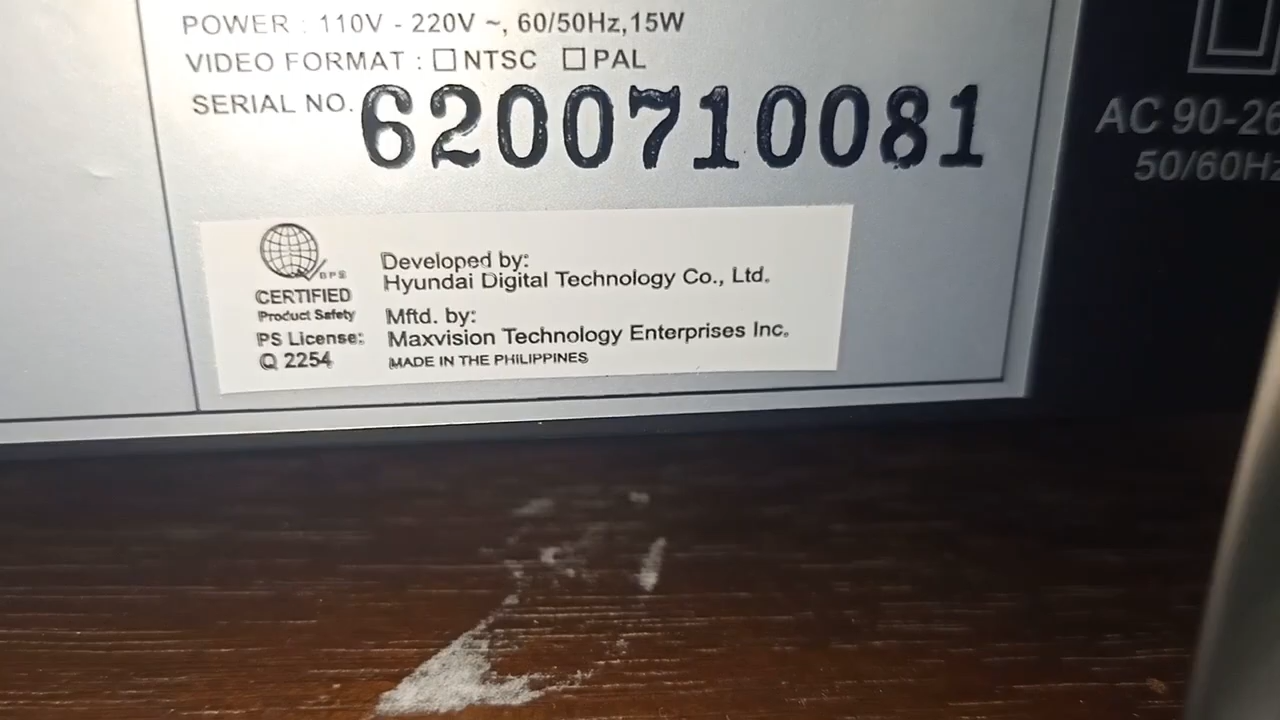 POWER : 110V - 220V ~, 60/50Hz,15W
VIDEO FORMAT : □NTSC □PAL
SERIAL NO. 6200710081
BPS
CERTIFIED
Product Safety
PS License:
Q 2254
Developed by:
Hyundai Digital Technology Co., Ltd.
Mftd. by:
Maxvision Technology Enterprises Inc.
MADE IN THE PHILIPPINES
AC 90-26
50/60Hz